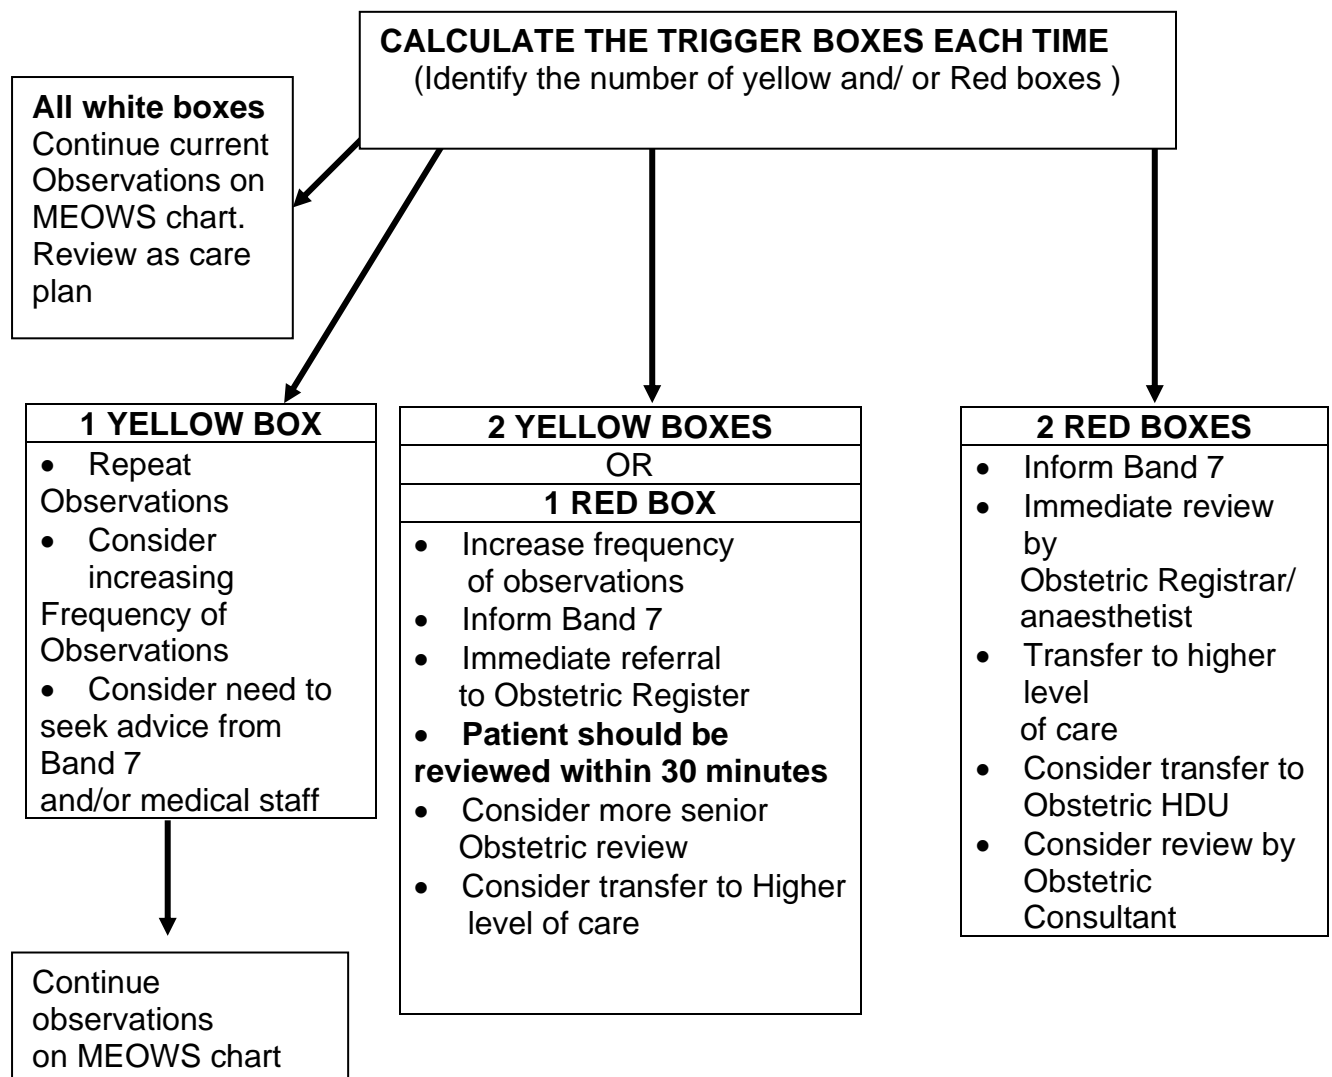 CALCULATE THE TRIGGER BOXES EACH TIME
(Identify the number of yellow and/ or Red boxes )
All white boxes
Continue current
Observations on
MEOWS chart.
Review as care
plan
1 YELLOW BOX
• Repeat
Observations
• Consider
increasing
Frequency of
Observations
• Consider need to
seek advice from
Band 7
and/or medical staff
2 YELLOW BOXES
OR
1 RED BOX
• Increase frequency
of observations
• Inform Band 7
• Immediate referral
to Obstetric Register
• Patient should be
reviewed within 30 minutes
• Consider more senior
Obstetric review
• Consider transfer to Higher
level of care
2 RED BOXES
• Inform Band 7
• Immediate review
by
Obstetric Registrar/
anaesthetist
• Transfer to higher
level
of care
• Consider transfer to
Obstetric HDU
• Consider review by
Obstetric
Consultant
Continue
observations
on MEOWS chart